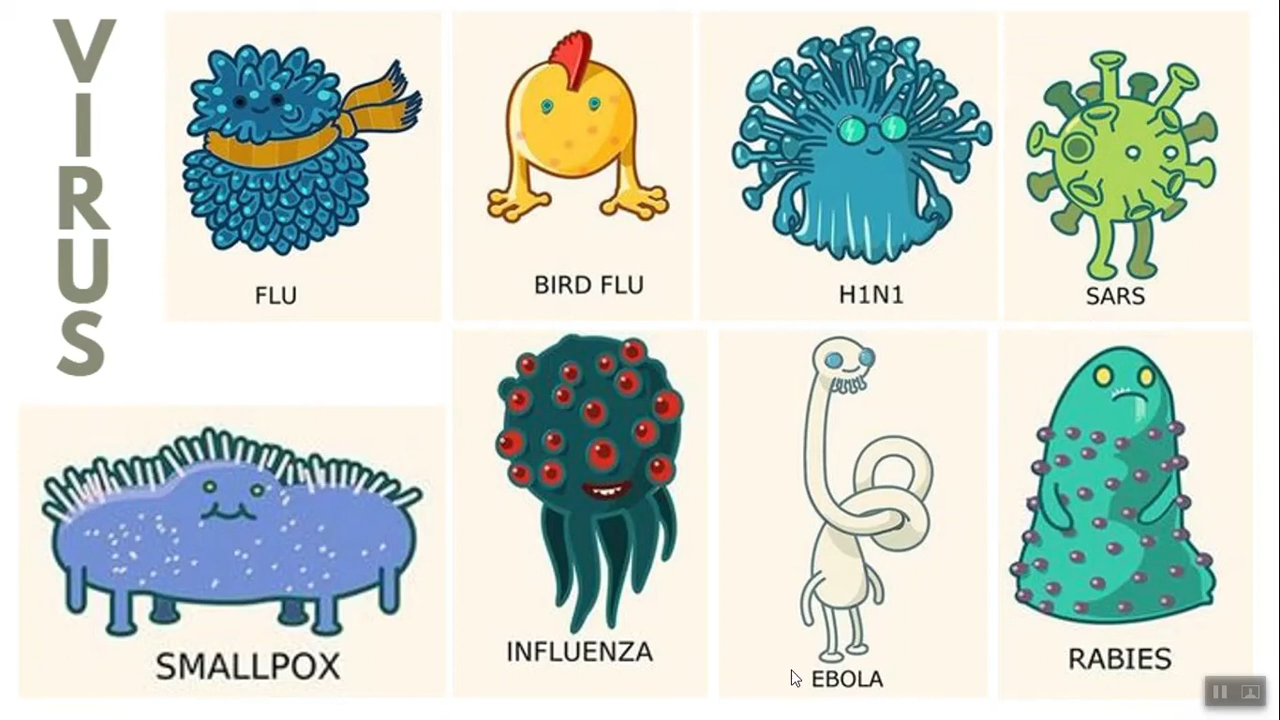 VIRUS
FLU
BIRD FLU
H1N1
SARS
SMALLPOX
INFLUENZA
EBOLA
RABIES